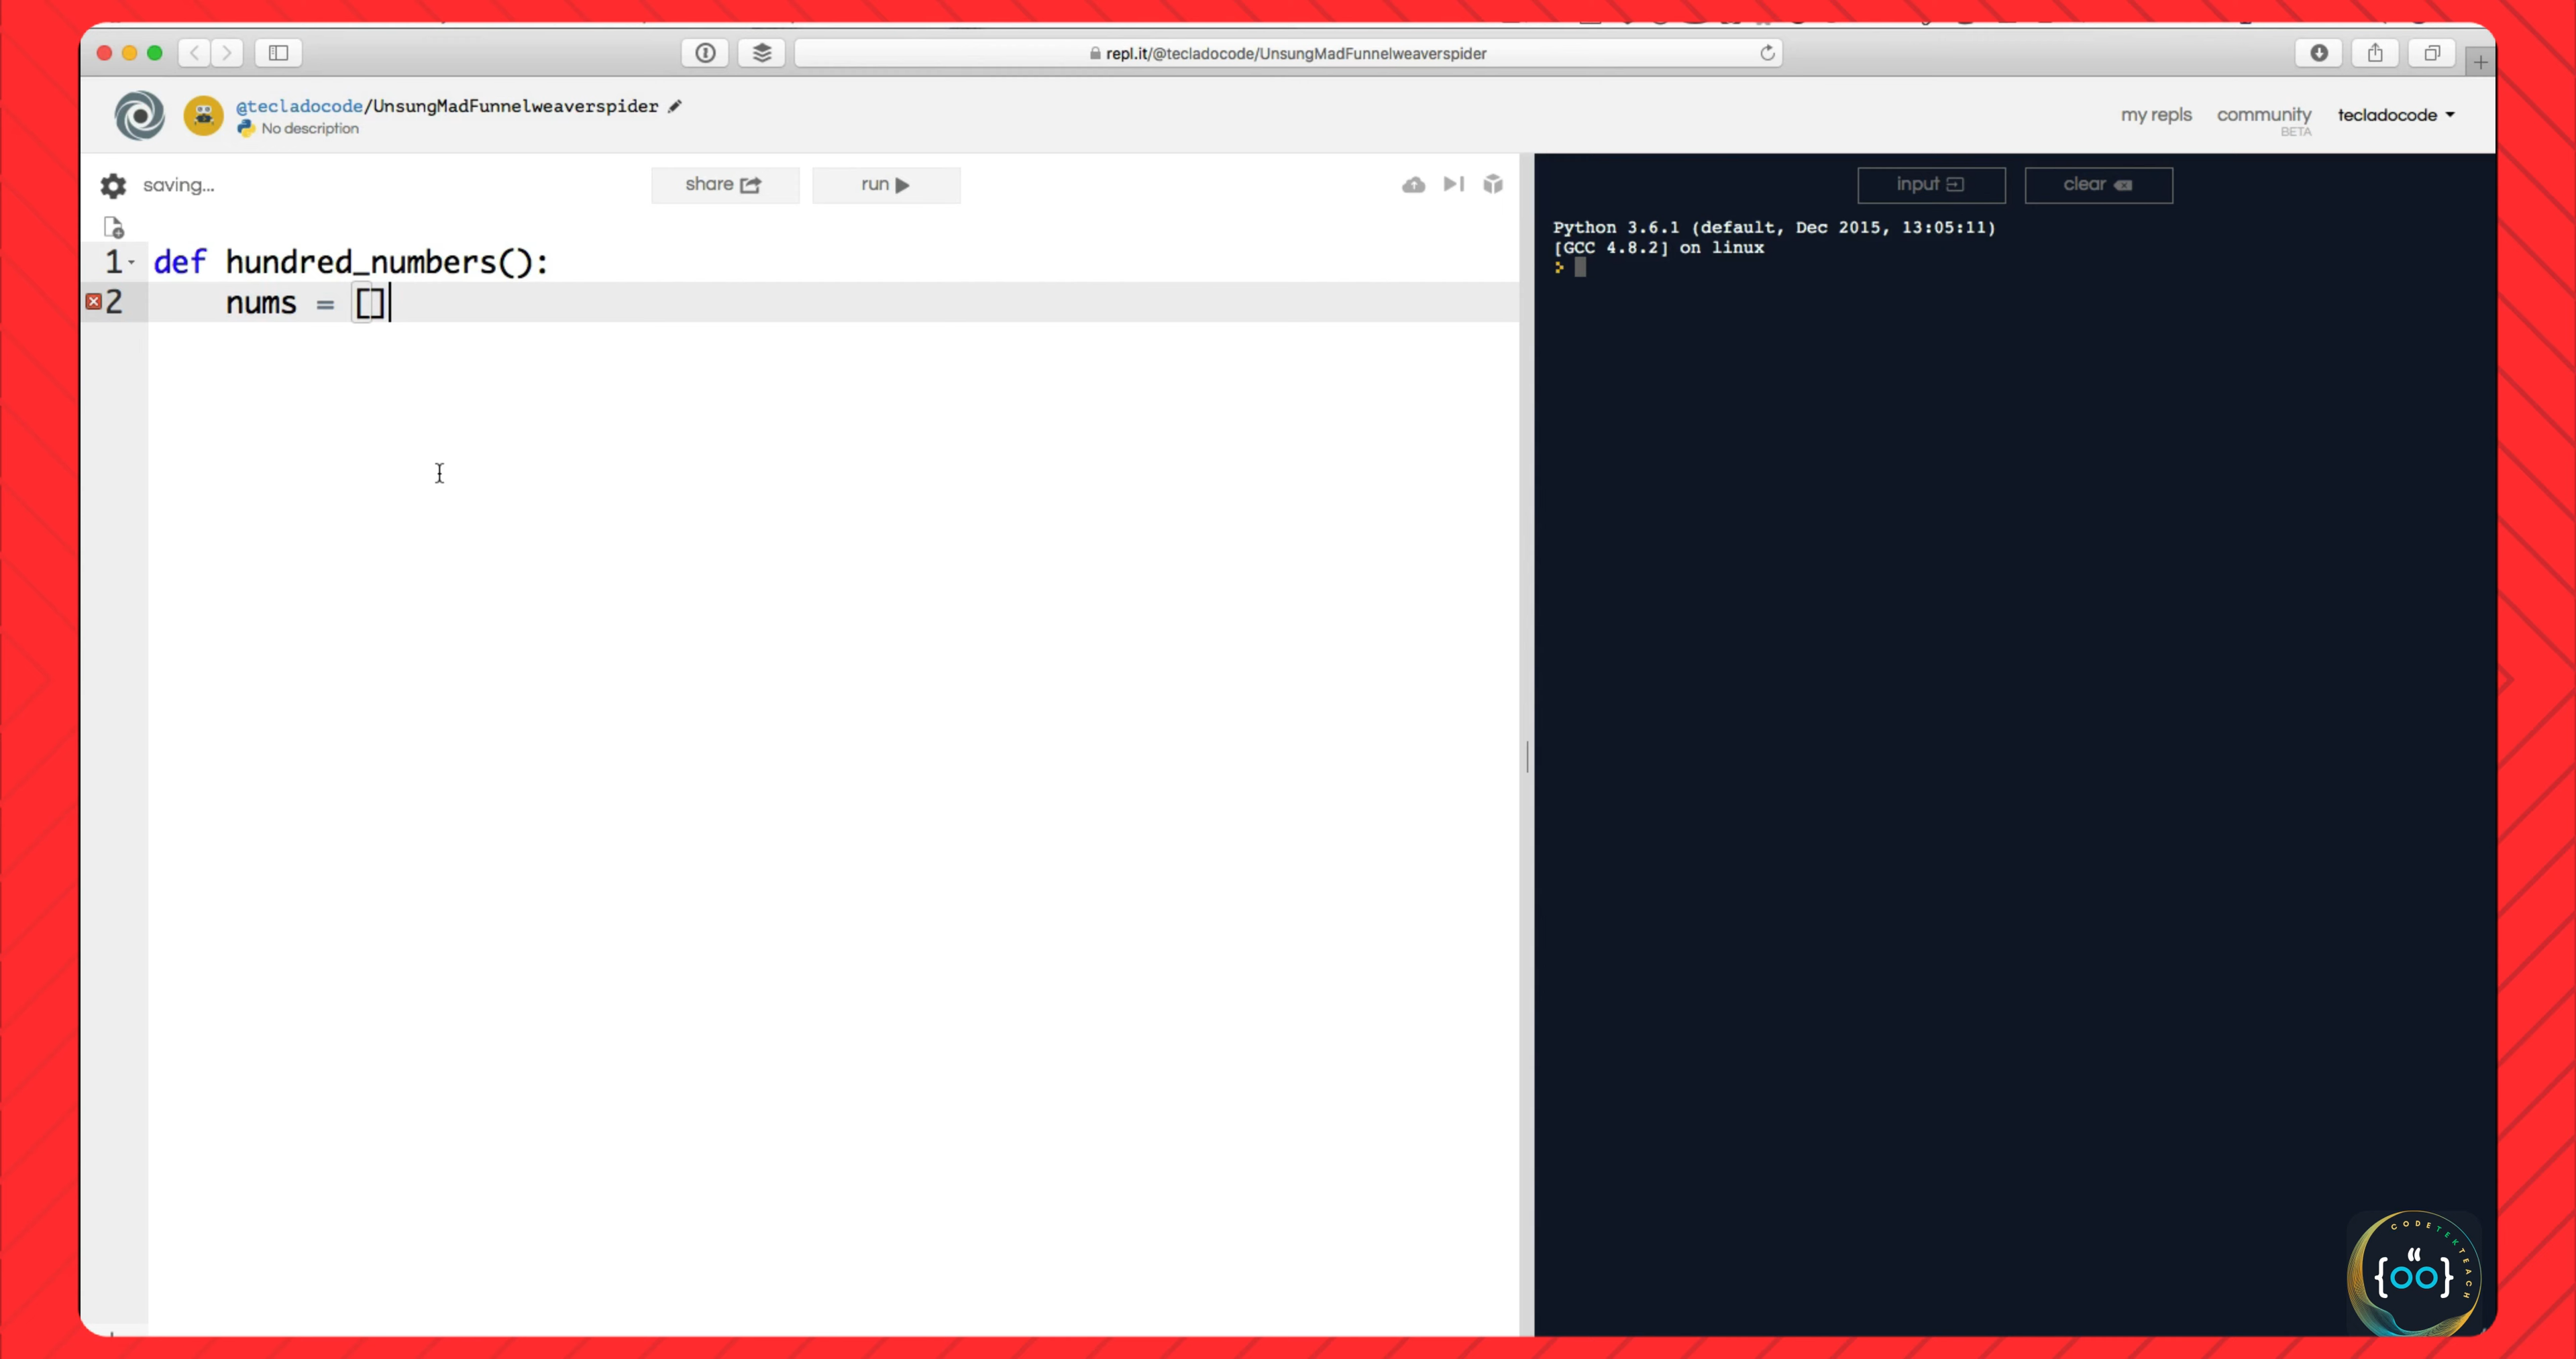 repl.it/@tecladocode/UnsungMadFunnelweaverspider
@tecladocode/UnsungMadFunnelweaverspider
No description
my repls
community
BETA
tecladocode
saving...
share
run
input
clear
1 def hundred_numbers():
2     nums = []
Python 3.6.1 (default, Dec 2015, 13:05:11)
[GCC 4.8.2] on linux
CODETEKTEACH